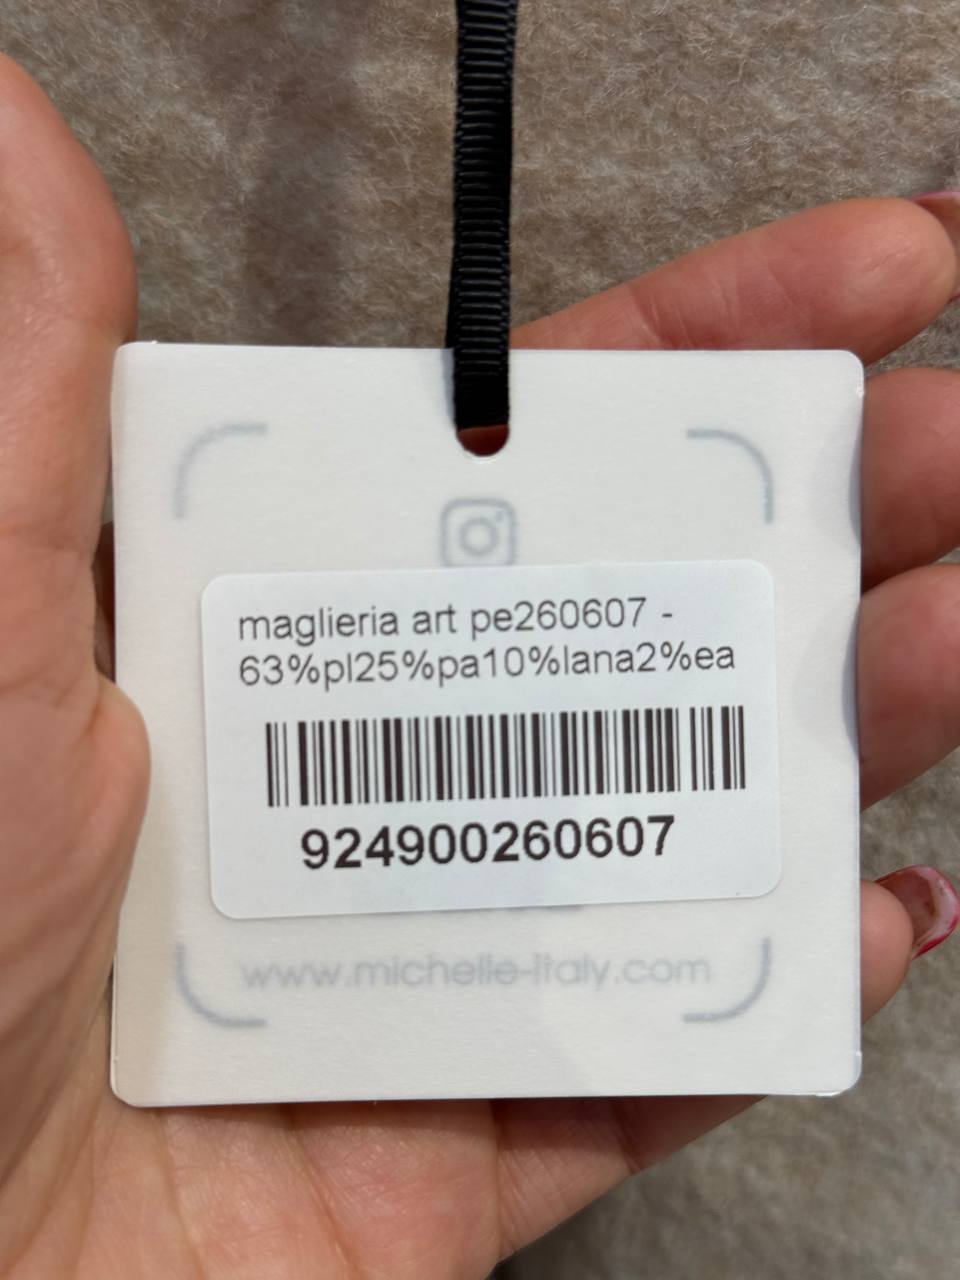 maglieria art pe260607 -
63%pl25%pa10%lana2%ea
924900260607
www.michelle-italy.com